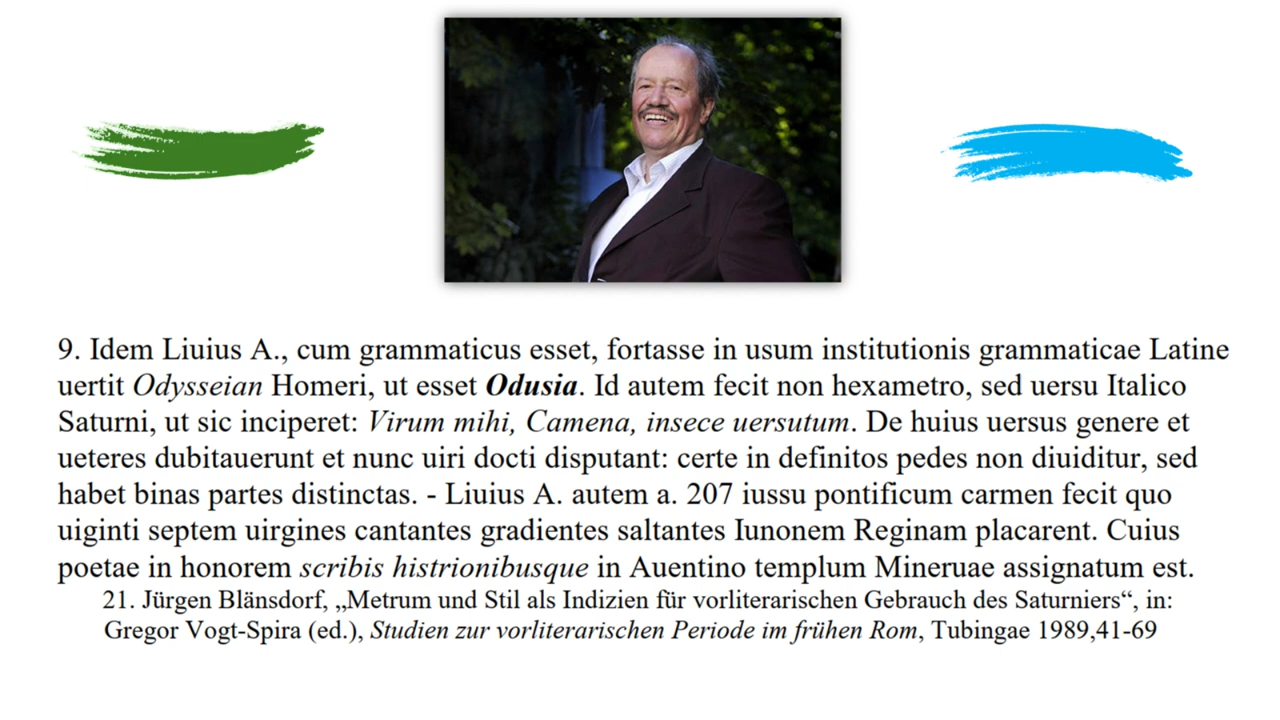 9. Idem Liuius A., cum grammaticus esset, fortasse in usum institutionis grammaticae Latine
uertit Odysseian Homeri, ut esset Odusia. Id autem fecit non hexametro, sed uersu Italico
Saturni, ut sic inciperet: Virum mihi, Camena, insece uersutum. De huius uersus genere et
ueteres dubitauerunt et nunc uiri docti disputant: certe in definitos pedes non diuiditur, sed
habet binas partes distinctas. - Liuius A. autem a. 207 iussu pontificum carmen fecit quo
uiginti septem uirgines cantantes gradientes saltantes Iunonem Reginam placarent. Cuius
poetae in honorem scribis histrionibusque in Auentino templum Mineruae assignatum est.
21. Jürgen Blänsdorf, „Metrum und Stil als Indizien für vorliterarischen Gebrauch des Saturniers“, in:
Gregor Vogt-Spira (ed.), Studien zur vorliterarischen Periode im frühen Rom, Tubingae 1989,41-69